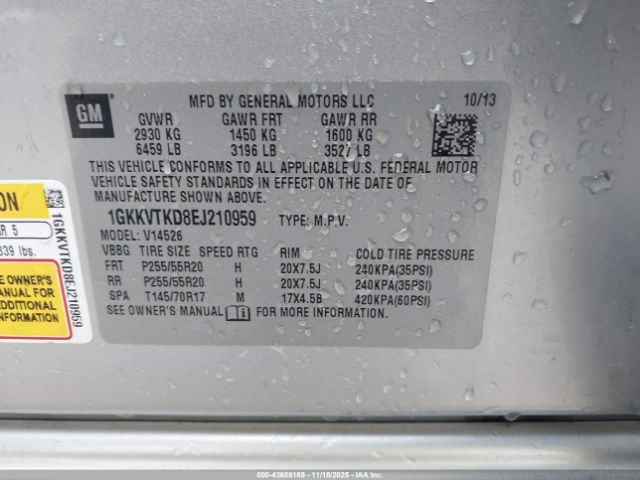 GM
MFD BY GENERAL MOTORS LLC 10/13
GVWR GAWR FRT GAWR RR
2930 KG 1450 KG 1600 KG
6459 LB 3196 LB 3527 LB
THIS VEHICLE CONFORMS TO ALL APPLICABLE U.S. FEDERAL MOTOR
VEHICLE SAFETY STANDARDS IN EFFECT ON THE DATE OF
MANUFACTURE SHOWN ABOVE.
1GKKVTKD8EJ210959 TYPE: M.P.V.
MODEL: V14526
VBBG TIRE SIZE SPEED RTG RIM COLD TIRE PRESSURE
FRT P255/55R20 H 20X7.5J 240KPA(35PSI)
RR P255/55R20 H 20X7.5J 240KPA(35PSI)
SPA T145/70R17 M 17X4.5B 420KPA(60PSI)
SEE OWNER'S MANUAL FOR MORE INFORMATION.
ON
R 5
839 lbs.
E OWNER'S
ANUAL FOR
ADDITIONAL
FORMATION
1GKKVTKD8EJ210959
000-43688169 - 11/18/2025 - IAA Inc.